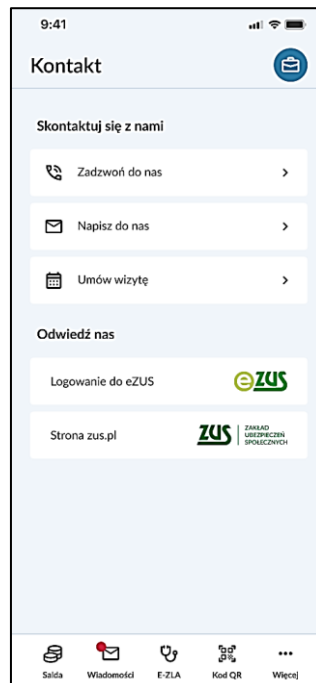 9:41
Kontakt
Skontaktuj się z nami
Zadzwoń do nas
Napisz do nas
Umów wizytę
Odwiedź nas
Logowanie do eZUS
eZUS
Strona zus.pl
ZUS
ZAKŁAD
UBEZPIECZEŃ
SPOŁECZNYCH
Salda
Wiadomości
E-ZLA
Kod QR
Więcej